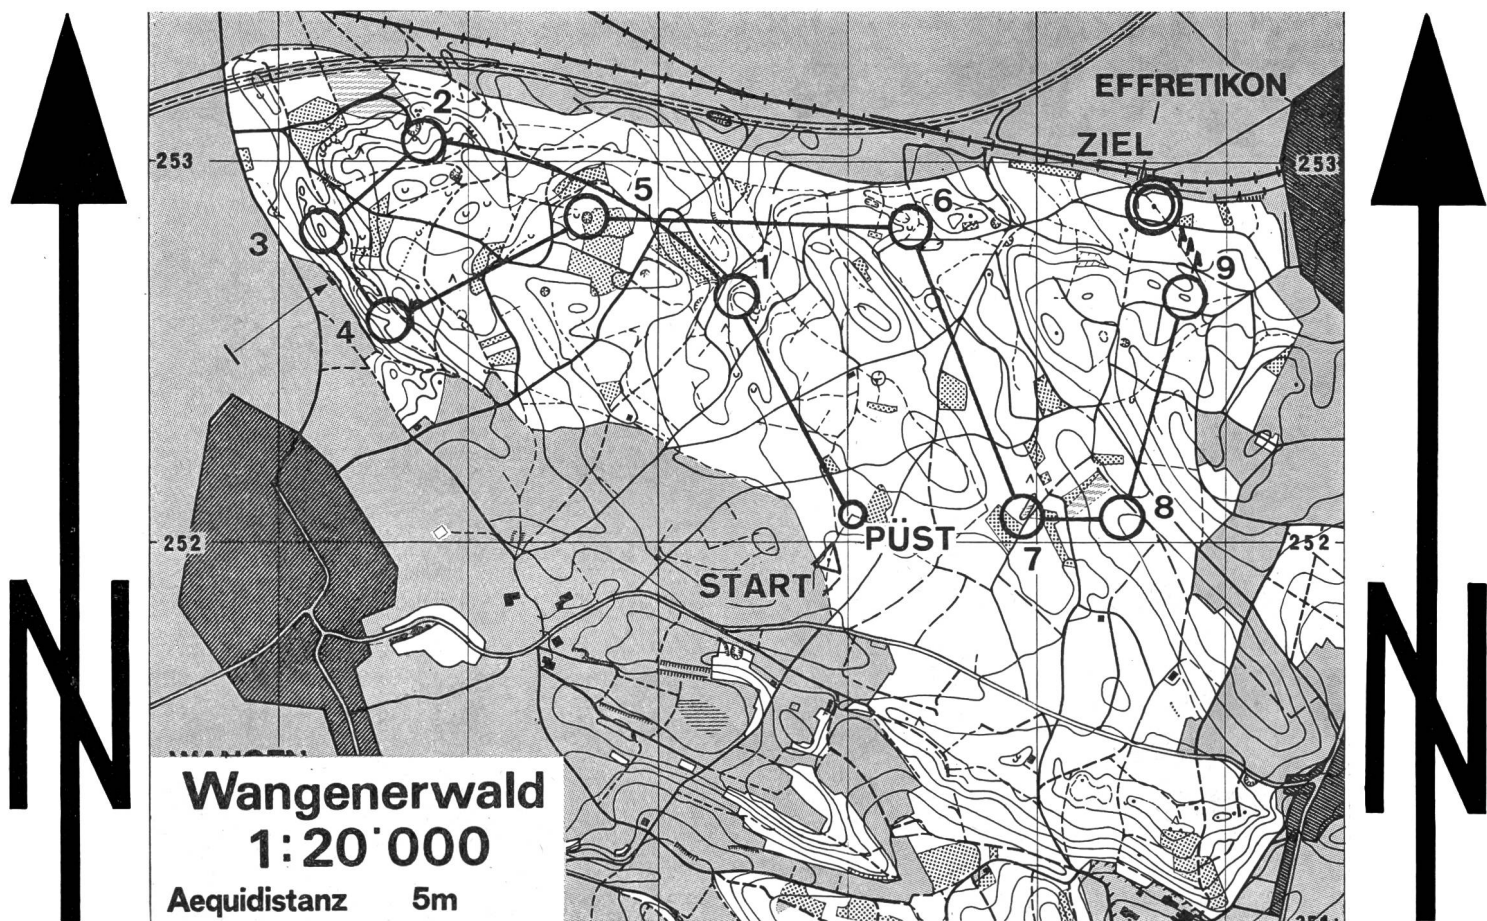 EFFRETIKON
ZIEL
2
253
253
5
6
3
1
9
4
8
PÜST
252
7
252
START
N
N
Wangenerwald
1:20'000
Aequidistanz 5m